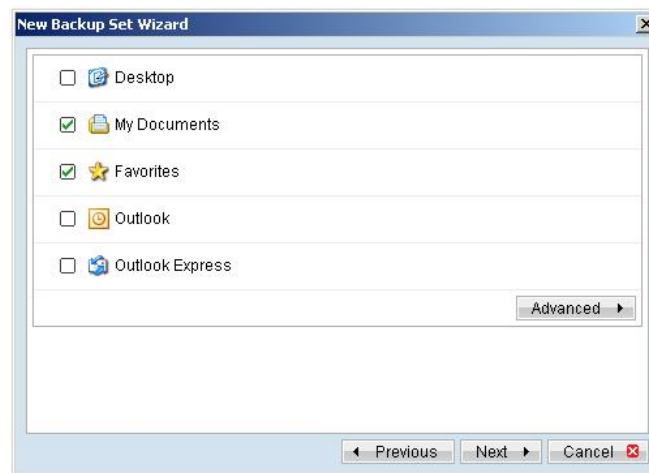 New Backup Set Wizard
Desktop
My Documents
Favorites
Outlook
Outlook Express
Advanced
Previous Next Cancel